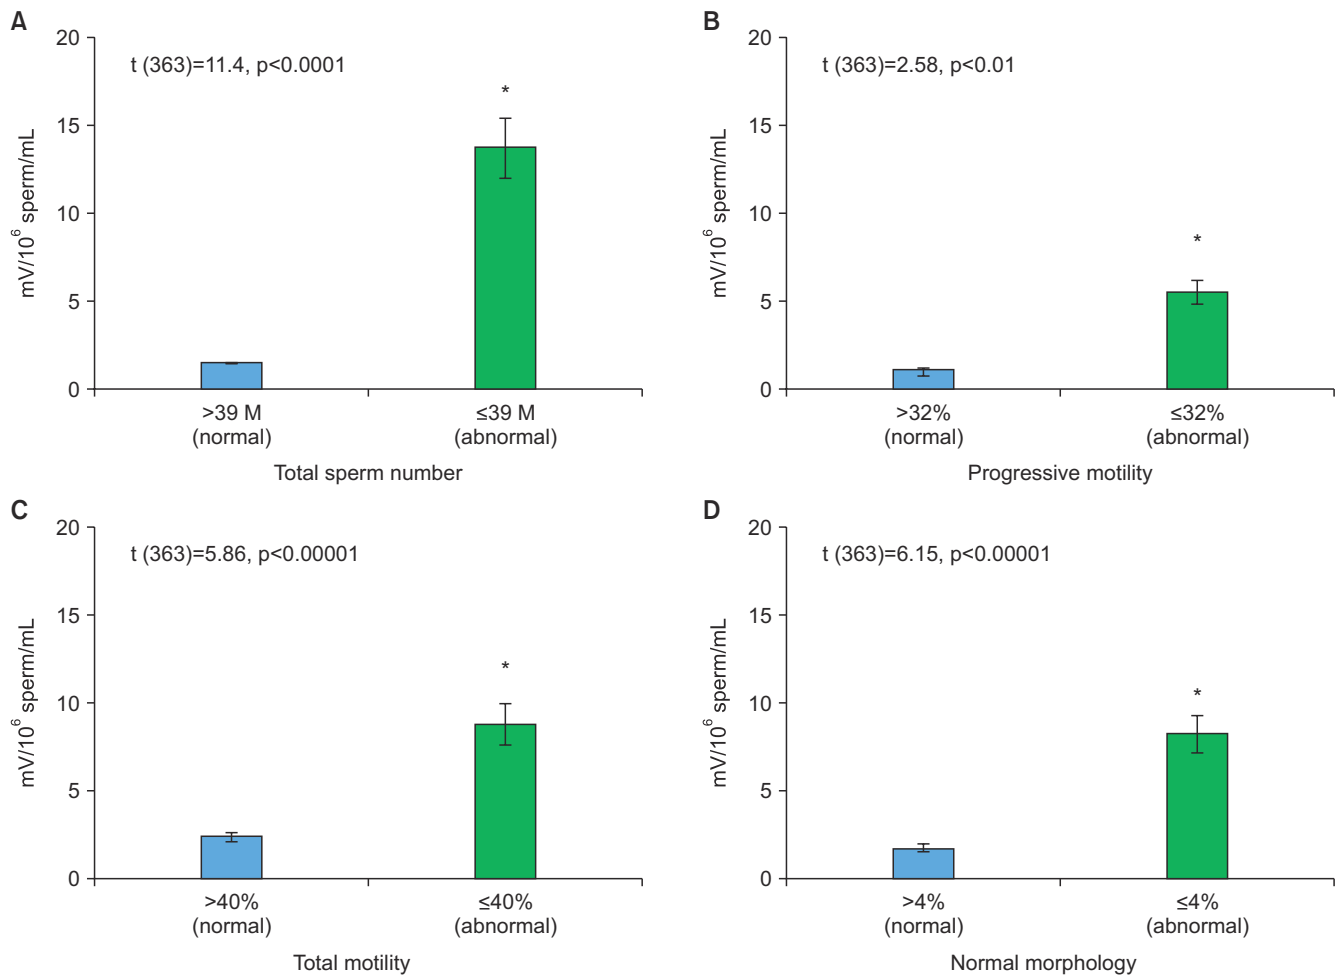 A
t (363)=11.4, p<0.0001
*
20
15
10
5
0
mV/10⁶ sperm/mL
>39 M
(normal)
≤39 M
(abnormal)
Total sperm number
B
t (363)=2.58, p<0.01
*
20
15
10
5
0
mV/10⁶ sperm/mL
>32%
(normal)
≤32%
(abnormal)
Progressive motility
C
t (363)=5.86, p<0.00001
*
20
15
10
5
0
mV/10⁶ sperm/mL
>40%
(normal)
≤40%
(abnormal)
Total motility
D
t (363)=6.15, p<0.00001
*
20
15
10
5
0
mV/10⁶ sperm/mL
>4%
(normal)
≤4%
(abnormal)
Normal morphology